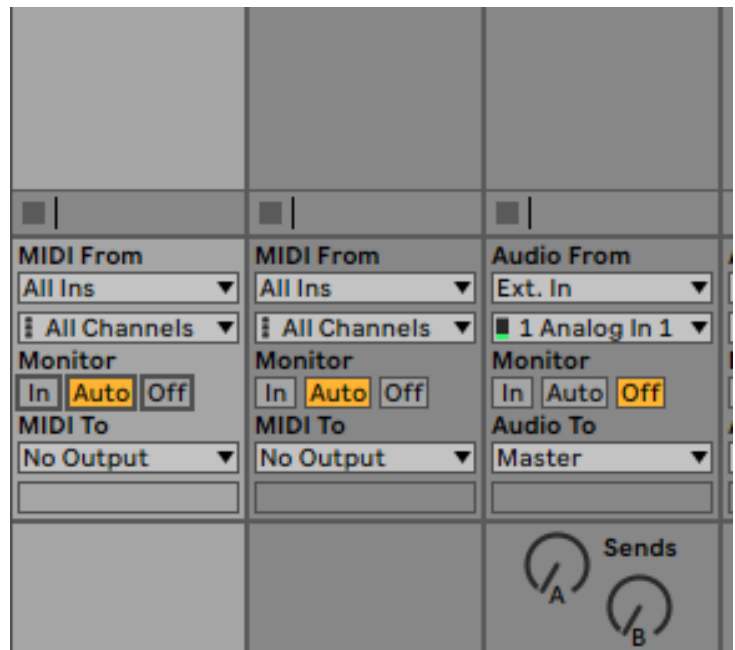 MIDI From
All Ins
All Channels
Monitor
In Auto Off
MIDI To
No Output
MIDI From
All Ins
All Channels
Monitor
In Auto Off
MIDI To
No Output
Audio From
Ext. In
1 Analog In 1
Monitor
In Auto Off
Audio To
Master
Sends
A
B